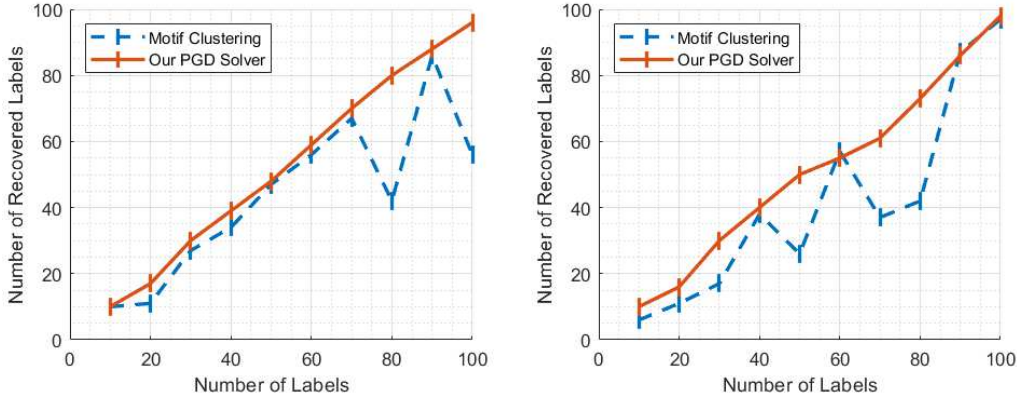 100
80
60
40
20
0
Number of Recovered Labels
Motif Clustering
Our PGD Solver
0 20 40 60 80 100
Number of Labels
100
80
60
40
20
0
Number of Recovered Labels
Motif Clustering
Our PGD Solver
0 20 40 60 80 100
Number of Labels